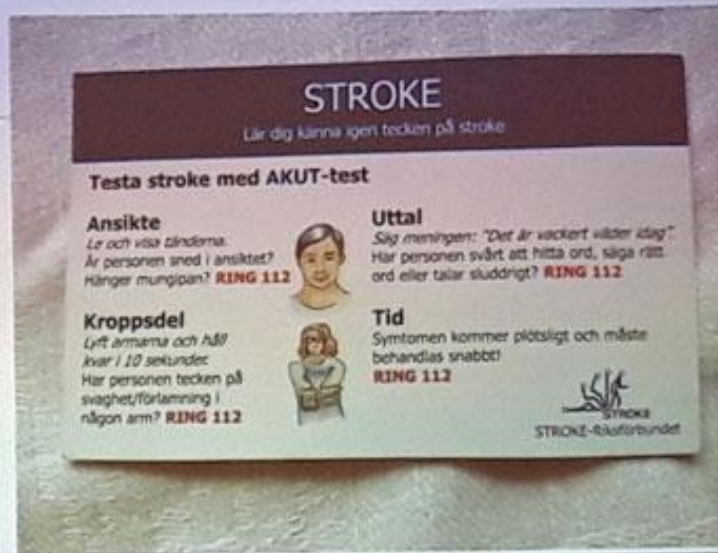 STROKE
Lär dig känna igen tecken på stroke
Testa stroke med AKUT-test
Ansikte
Le och visa tänderna.
Är personen sned i ansiktet?
Hänger mungipan? RING 112
Uttal
Säg meningen: "Det är vackert väder idag"
Har personen svårt att hitta ord, säga rätt
ord eller talar sluddrigt? RING 112
Kroppsdel
Lyft armarna och håll
kvar i 10 sekunder.
Har personen tecken på
svaghet/förlamning i
någon arm? RING 112
Tid
Symtomen kommer plötsligt och måste
behandlas snabbt!
RING 112
STROKE
STROKE-Riksförbundet